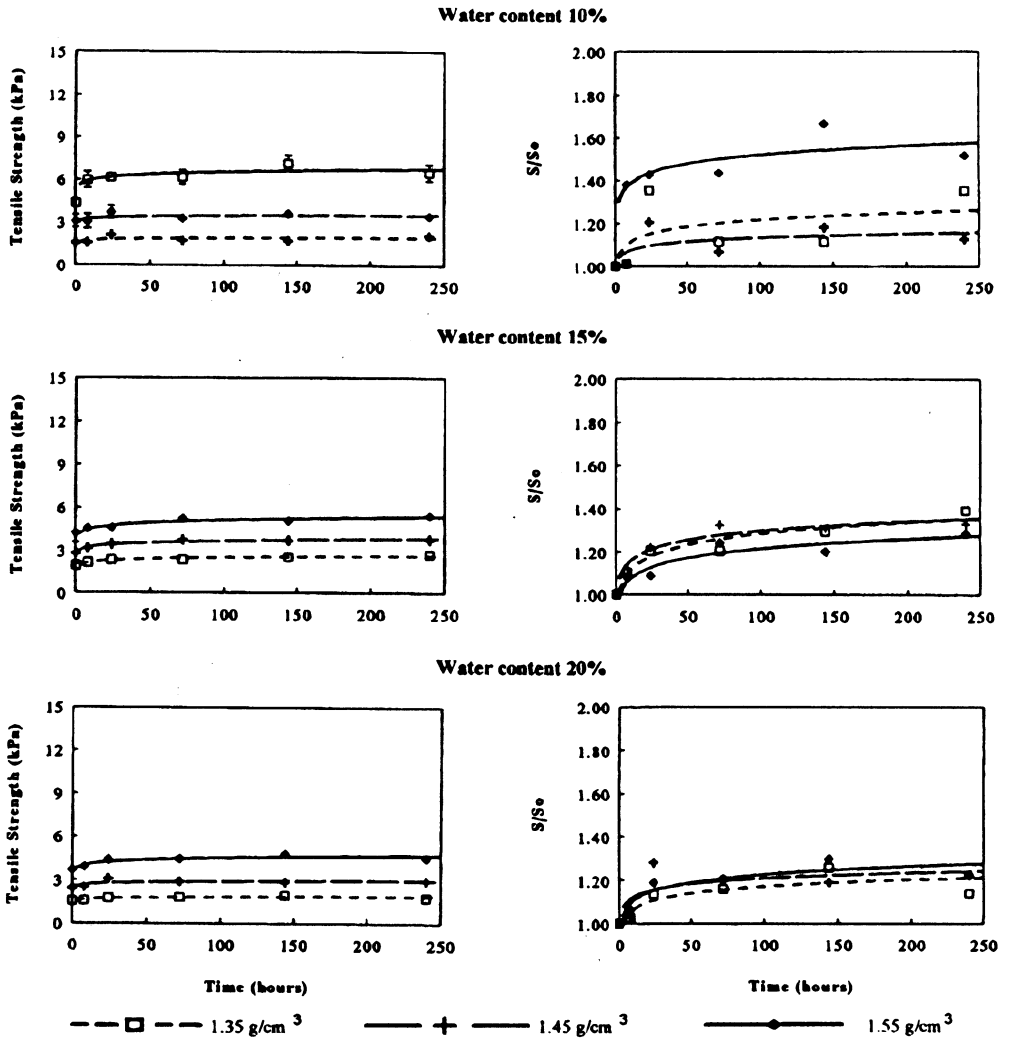 Water content 10%
Tensile Strength (kPa)
15
12
9
6
3
0
0 50 100 150 200 250
S/So
2.00
1.80
1.60
1.40
1.20
1.00
0 50 100 150 200 250
Water content 15%
Tensile Strength (kPa)
15
12
9
6
3
0
0 50 100 150 200 250
S/So
2.00
1.80
1.60
1.40
1.20
1.00
0 50 100 150 200 250
Water content 20%
Tensile Strength (kPa)
15
12
9
6
3
0
0 50 100 150 200 250
Time (hours)
S/So
2.00
1.80
1.60
1.40
1.20
1.00
0 50 100 150 200 250
Time (hours)
1.35 g/cm 3
1.45 g/cm 3
1.55 g/cm 3